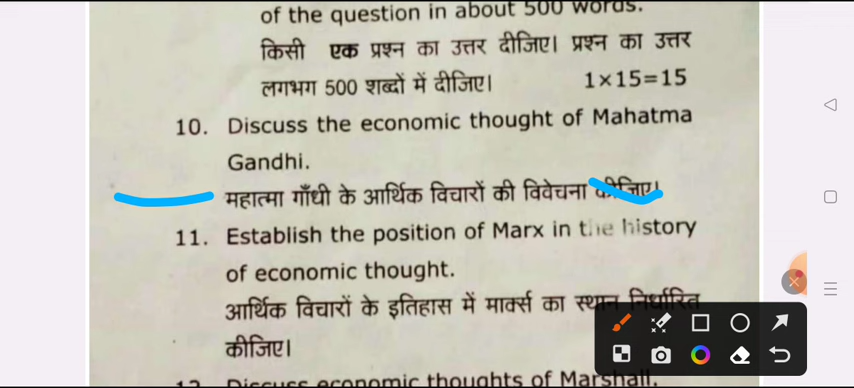 of the question in about 500 words.
किसी एक प्रश्न का उत्तर दीजिए। प्रश्न का उत्तर
लगभग 500 शब्दों में दीजिए। 1×15=15
10. Discuss the economic thought of Mahatma
Gandhi.
महात्मा गाँधी के आर्थिक विचारों की विवेचना कीजिए।
11. Establish the position of Marx in the history
of economic thought.
आर्थिक विचारों के इतिहास में मार्क्स का स्थान निर्धारित
कीजिए।
12. Discuss economic thoughts of Marshall.